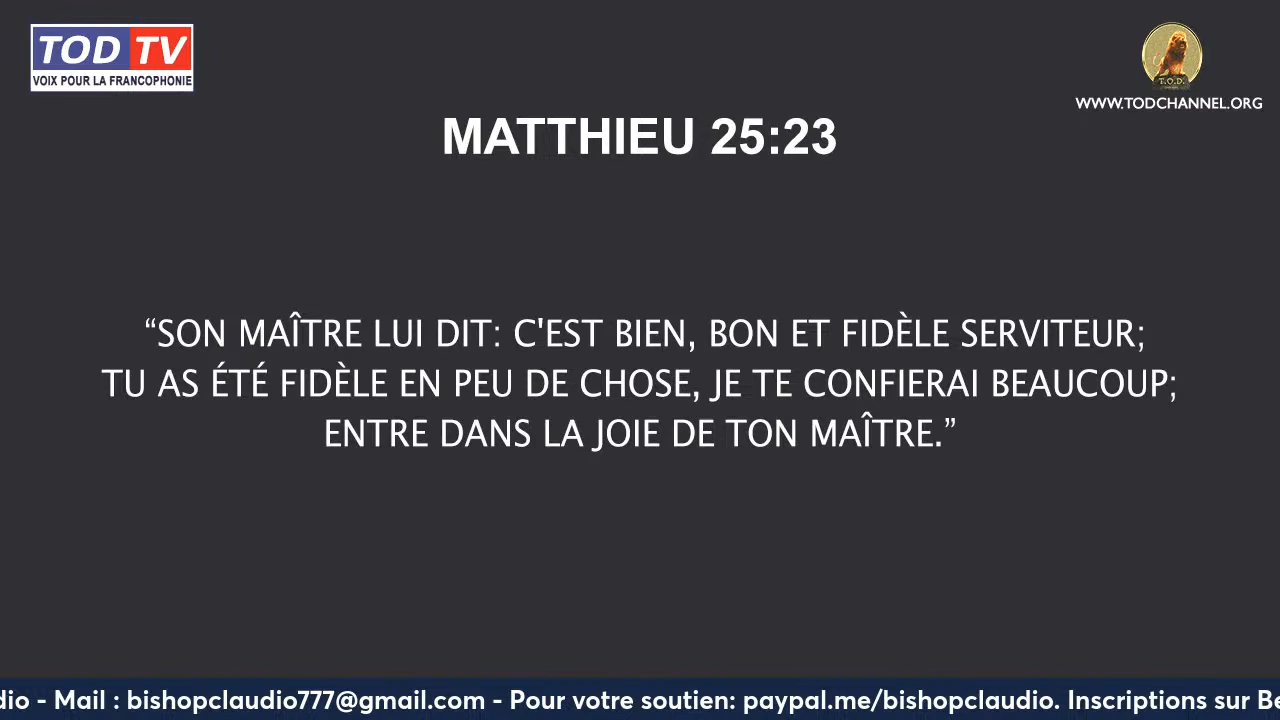 TOD TV
VOIX POUR LA FRANCOPHONIE
T.O.D.
WWW.TODCHANNEL.ORG
MATTHIEU 25:23
“SON MAÎTRE LUI DIT: C'EST BIEN, BON ET FIDÈLE SERVITEUR;
TU AS ÉTÉ FIDÈLE EN PEU DE CHOSE, JE TE CONFIERAI BEAUCOUP;
ENTRE DANS LA JOIE DE TON MAÎTRE.”
dio - Mail : bishopclaudio777@gmail.com - Pour votre soutien: paypal.me/bishopclaudio. Inscriptions sur Be